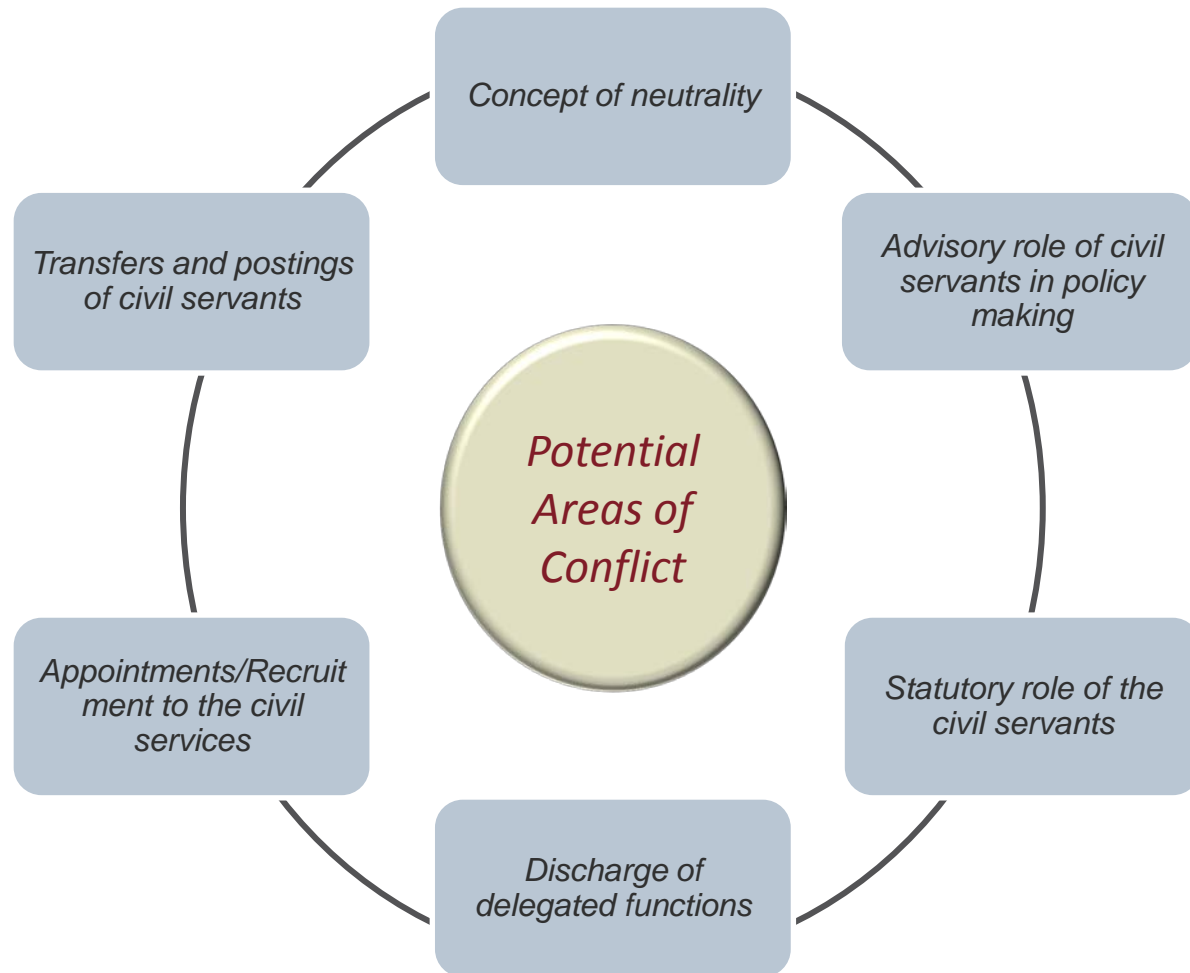 Concept of neutrality
Advisory role of civil
servants in policy
making
Statutory role of the
civil servants
Discharge of
delegated functions
Appointments/Recruit
ment to the civil
services
Transfers and postings
of civil servants
Potential
Areas of
Conflict